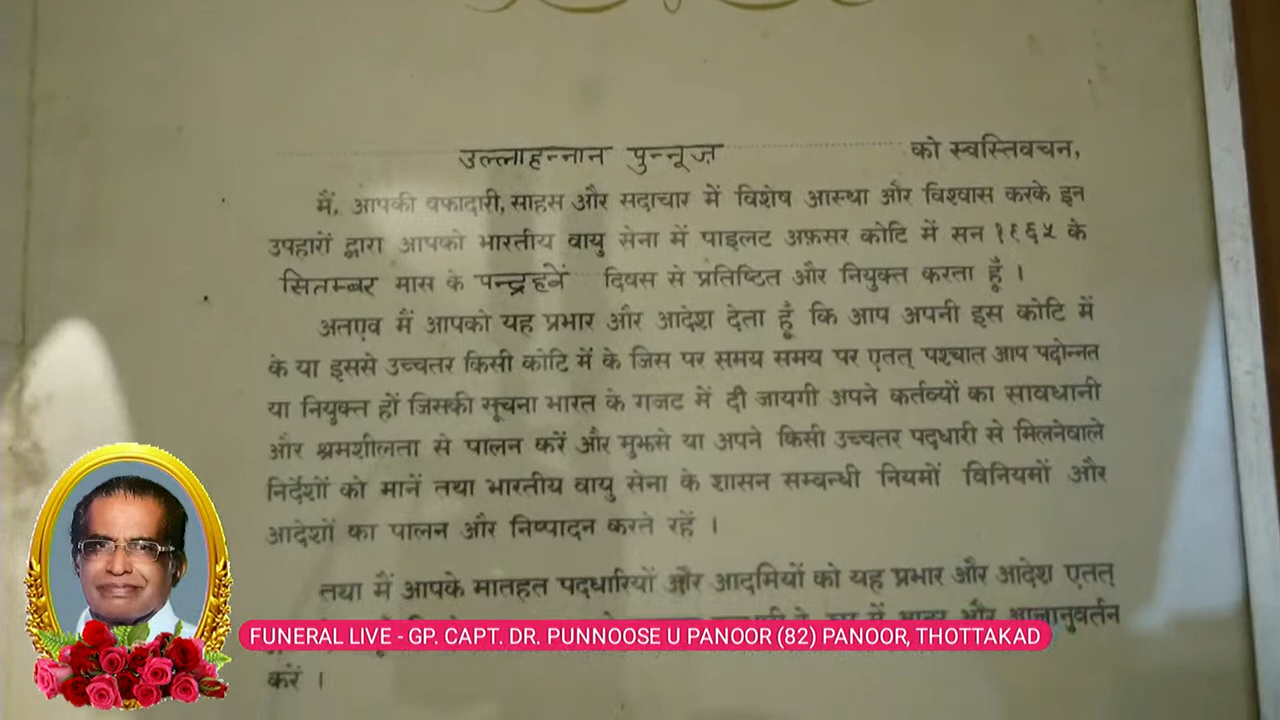 उल्लाहन्नान पुन्नूज़ को स्वस्तिवचन,
मैं, आपकी वफादारी, साहस और सदाचार में विशेष आस्था और विश्वास करके इन
उपहारों द्वारा आपको भारतीय वायु सेना में पाइलट अफ़सर कोटि में सन १९६५ के
सितम्बर मास के पन्द्रहवें दिवस से प्रतिष्ठित और नियुक्त करता हूँ ।
अतएव मैं आपको यह प्रभार और आदेश देता हूँ कि आप अपनी इस कोटि में
के या इससे उच्चतर किसी कोटि में के जिस पर समय समय पर एतत् पश्चात आप पदोन्नत
या नियुक्त हों जिसकी सूचना भारत के गजट में दी जायगी अपने कर्तव्यों का सावधानी
और श्रमशीलता से पालन करें और मुझसे या अपने किसी उच्चतर पदधारी से मिलनेवाले
निर्देशों को मानें तथा भारतीय वायु सेना के शासन सम्बन्धी नियमों विनियमों और
आदेशों का पालन और निष्पादन करते रहें ।
तथा मैं आपके मातहत पदधारियों और आदमियों को यह प्रभार और आदेश एतत्
में आदर और आज्ञानुवर्तन
FUNERAL LIVE - GP. CAPT. DR. PUNNOOSE U PANOOR (82) PANOOR, THOTTAKAD
करें ।